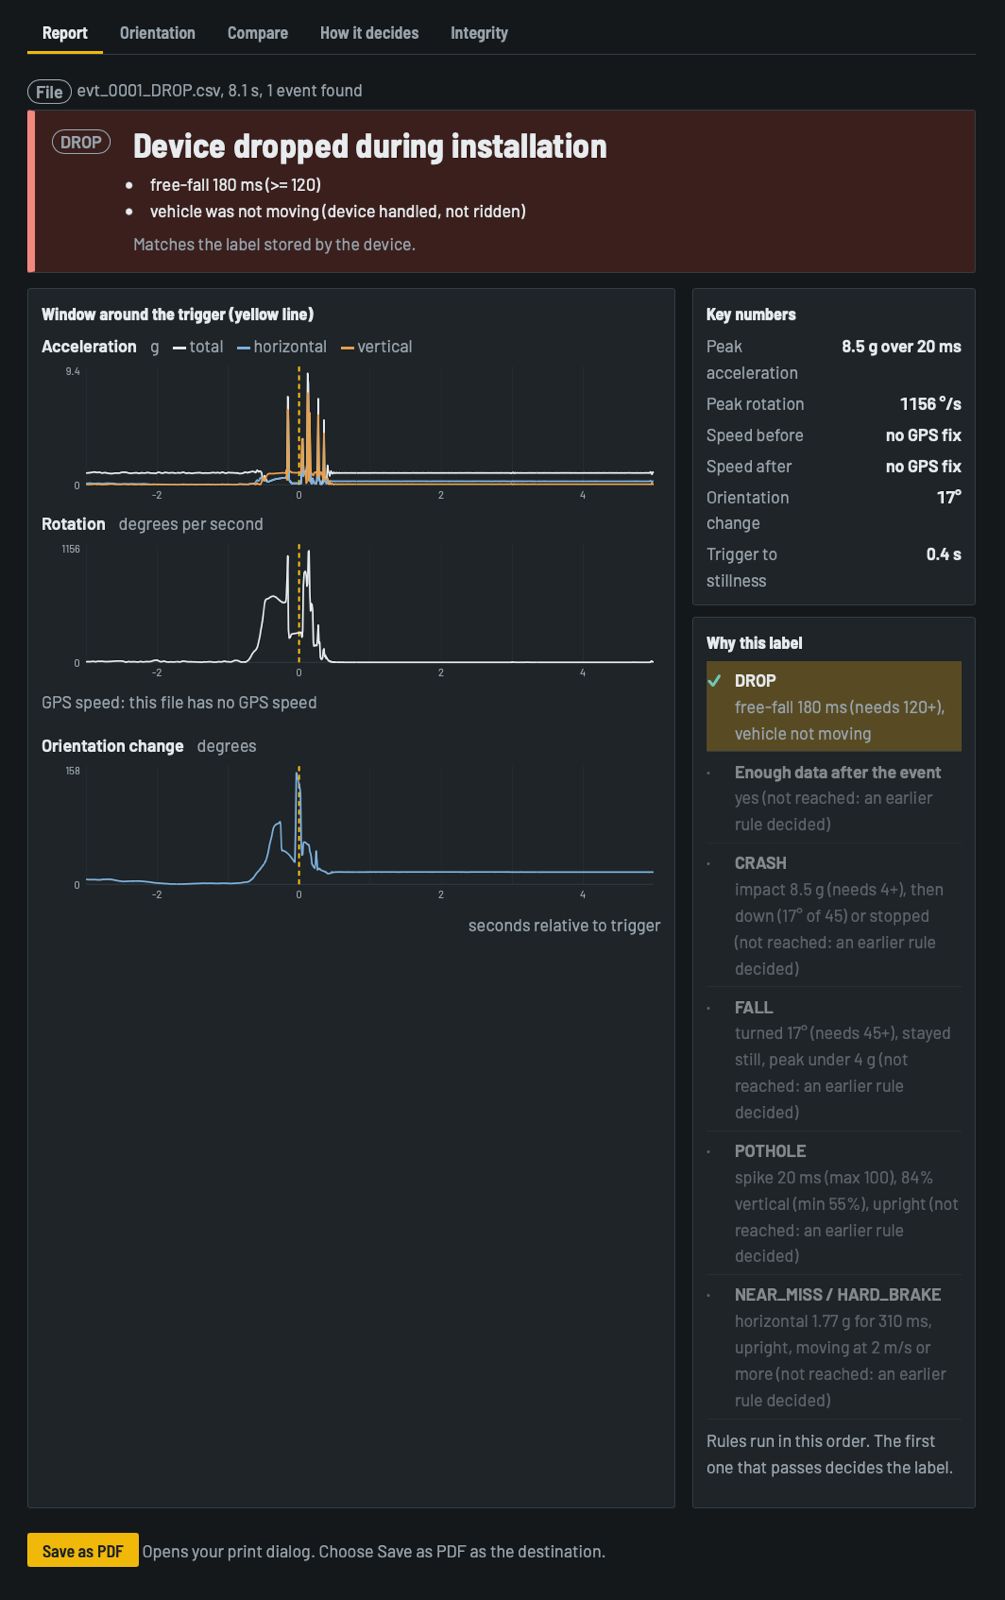 Report Orientation Compare How it decides Integrity
File evt_0001_DROP.csv, 8.1 s, 1 event found
DROP Device dropped during installation
• free-fall 180 ms (>= 120)
• vehicle was not moving (device handled, not ridden)
Matches the label stored by the device.
Window around the trigger (yellow line)
Acceleration g total horizontal vertical
9.4
0
-2 0 2 4
Rotation degrees per second
1156
0
-2 0 2 4
GPS speed: this file has no GPS speed
Orientation change degrees
158
0
-2 0 2 4
seconds relative to trigger
Key numbers
Peak 8.5 g over 20 ms
acceleration
Peak rotation 1156 °/s
Speed before no GPS fix
Speed after no GPS fix
Orientation 17°
change
Trigger to 0.4 s
stillness
Why this label
✓ DROP
free-fall 180 ms (needs 120+),
vehicle not moving
· Enough data after the event
yes (not reached: an earlier
rule decided)
· CRASH
impact 8.5 g (needs 4+), then
down (17° of 45) or stopped
(not reached: an earlier rule
decided)
· FALL
turned 17° (needs 45+), stayed
still, peak under 4 g (not
reached: an earlier rule
decided)
· POTHOLE
spike 20 ms (max 100), 84%
vertical (min 55%), upright (not
reached: an earlier rule
decided)
· NEAR_MISS / HARD_BRAKE
horizontal 1.77 g for 310 ms,
upright, moving at 2 m/s or
more (not reached: an earlier
rule decided)
Rules run in this order. The first
one that passes decides the label.
Save as PDF Opens your print dialog. Choose Save as PDF as the destination.